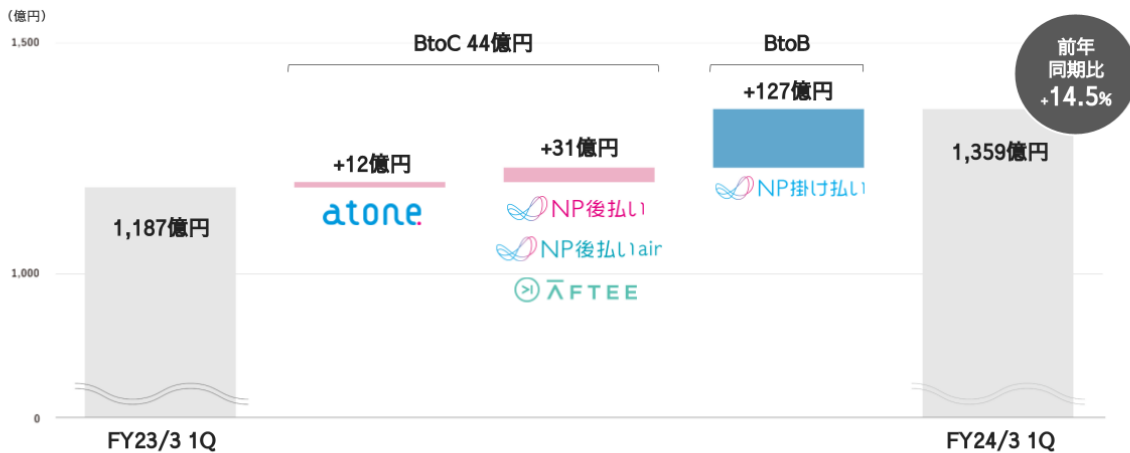 (億円)
1,500
BtoC 44億円
BtoB
前年
同期比
+14.5%
+127億円
+31億円
+12億円
1,359億円
1,187億円
atone.
NP後払い
NP掛け払い
NP後払いair
1,000
AFTEE
0
FY23/3 1Q
FY24/3 1Q